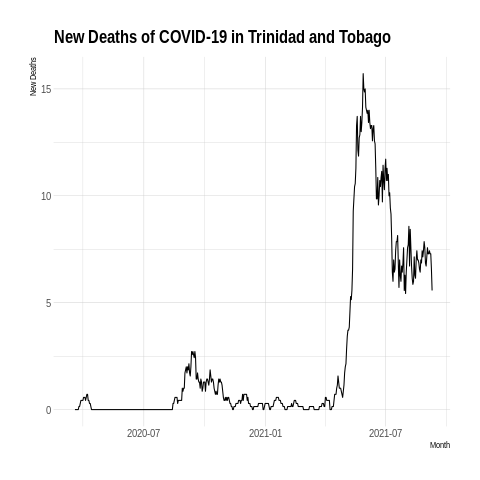 New Deaths of COVID-19 in Trinidad and Tobago
New Deaths
15
10
5
0
2020-07
2021-01
2021-07
Month